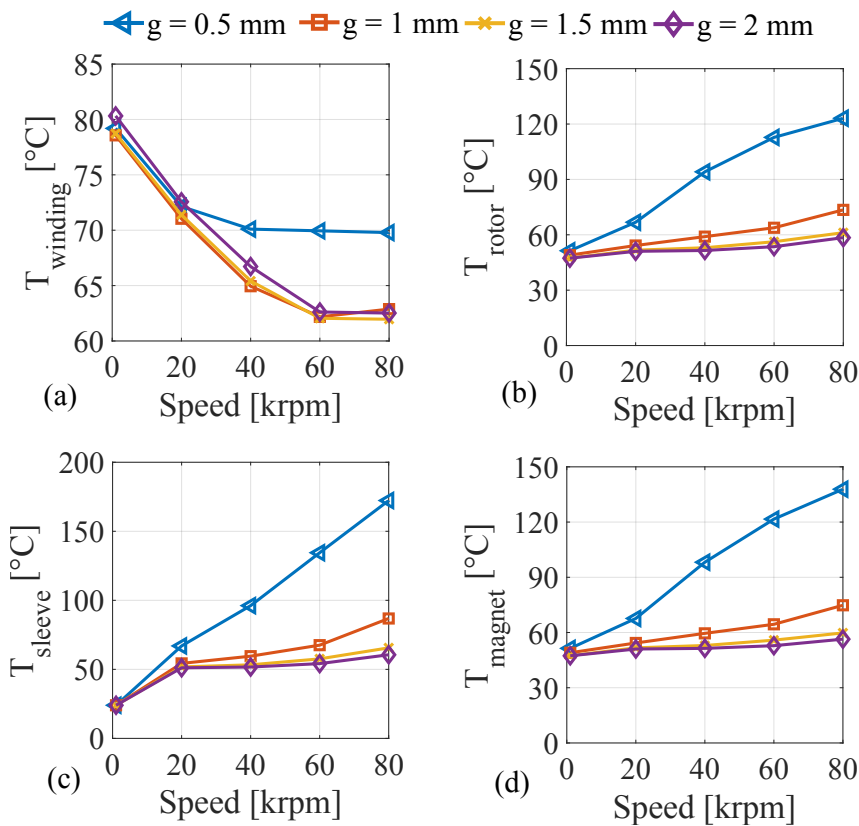 g = 0.5 mm g = 1 mm g = 1.5 mm g = 2 mm
85
80
75
70
65
60
T_winding [°C]
0 20 40 60 80
(a) Speed [krpm]
150
120
90
60
30
0
T_rotor [°C]
0 20 40 60 80
(b) Speed [krpm]
200
150
100
50
0
T_sleeve [°C]
0 20 40 60 80
(c) Speed [krpm]
150
120
90
60
30
0
T_magnet [°C]
0 20 40 60 80
(d) Speed [krpm]